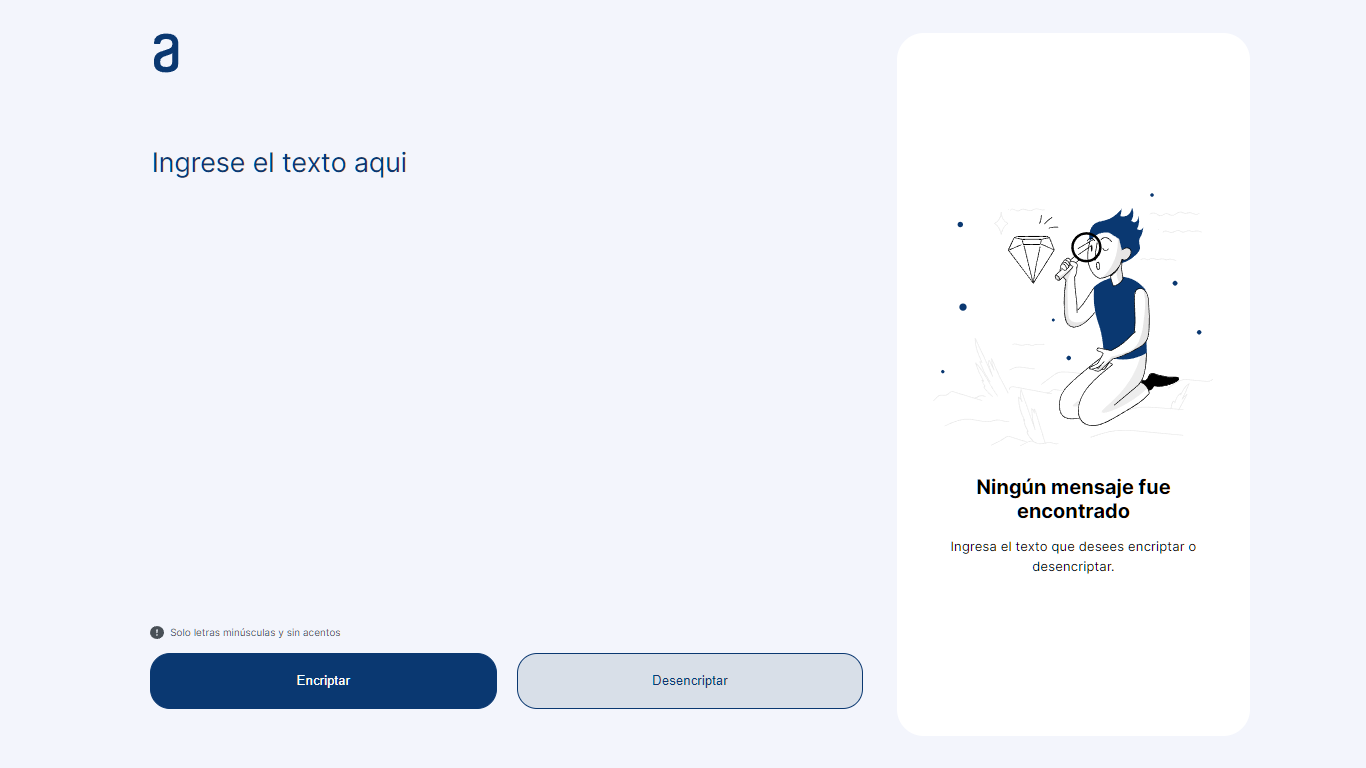 a
Ingrese el texto aqui
Ningún mensaje fue
encontrado
Ingresa el texto que desees encriptar o
desencriptar.
! Solo letras minúsculas y sin acentos
Encriptar
Desencriptar